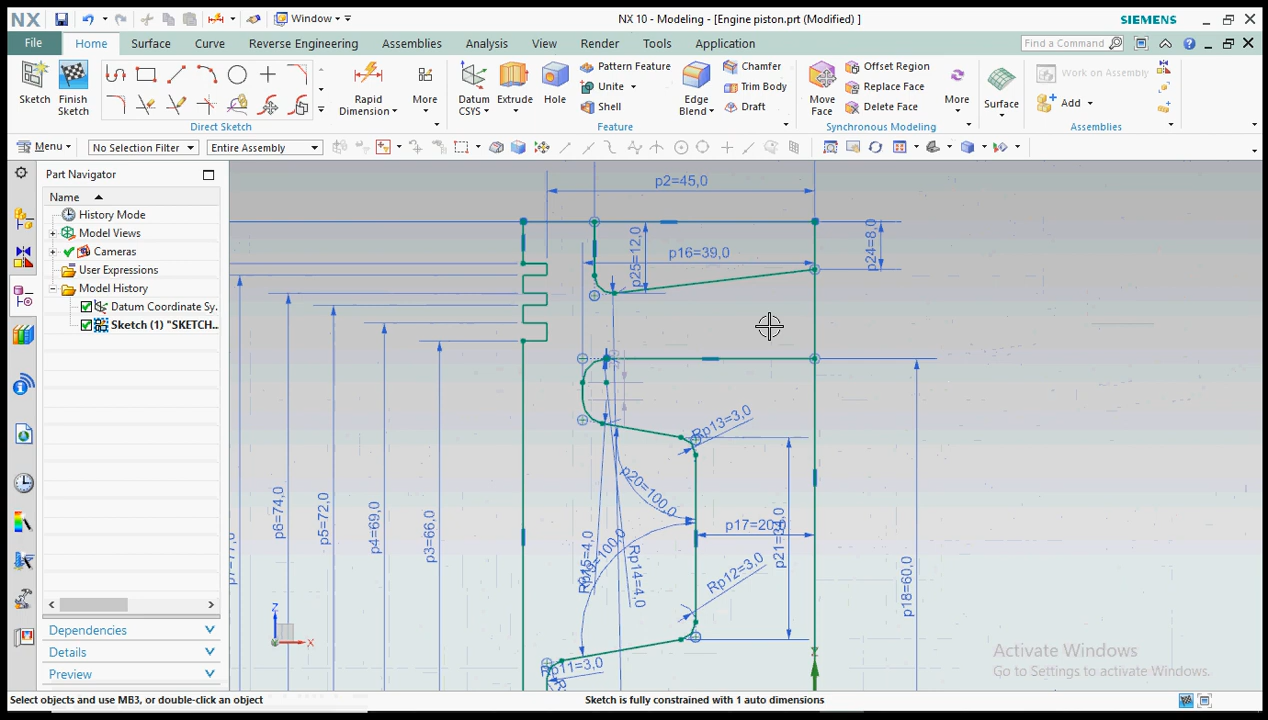 NX
Window
NX 10 - Modeling - [Engine piston.prt (Modified) ]
SIEMENS
File
Home
Surface
Curve
Reverse Engineering
Assemblies
Analysis
View
Render
Tools
Application
Find a Command
Sketch
Finish
Sketch
Rapid
Dimension
More
Direct Sketch
Datum
CSYS
Extrude
Hole
Pattern Feature
Unite
Shell
Edge
Blend
Chamfer
Trim Body
Draft
Feature
Move
Face
Offset Region
Replace Face
Delete Face
More
Synchronous Modeling
Surface
Work on Assembly
Add
Assemblies
Menu
No Selection Filter
Entire Assembly
Part Navigator
Name
History Mode
Model Views
Cameras
User Expressions
Model History
Datum Coordinate Sy.
Sketch (1) "SKETCH...
Dependencies
Details
Preview
p2=45,0
p25=12,0
p16=39,0
p24=8,0
Rp13=3,0
p20=100,0
p6=74,0
p5=72,0
p4=69,0
p3=66,0
Rp15=4,0
Rp14=4,0
Rp12=3,0
p18=60,0
Rp11=3,0
Z
X
Z
Activate Windows
Go to Settings to activate Windows.
Select objects and use MB3, or double-click an object
Sketch is fully constrained with 1 auto dimensions